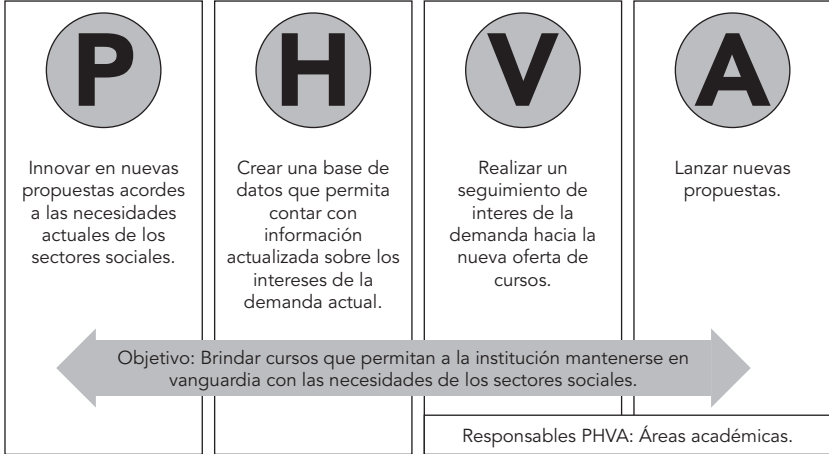 P
Innovar en nuevas
propuestas acordes
a las necesidades
actuales de los
sectores sociales.
H
Crear una base de
datos que permita
contar con
información
actualizada sobre los
intereses de la
demanda actual.
V
Realizar un
seguimiento de
interes de la
demanda hacia la
nueva oferta de
cursos.
A
Lanzar nuevas
propuestas.
Objetivo: Brindar cursos que permitan a la institución mantenerse en
vanguardia con las necesidades de los sectores sociales.
Responsables PHVA: Áreas académicas.